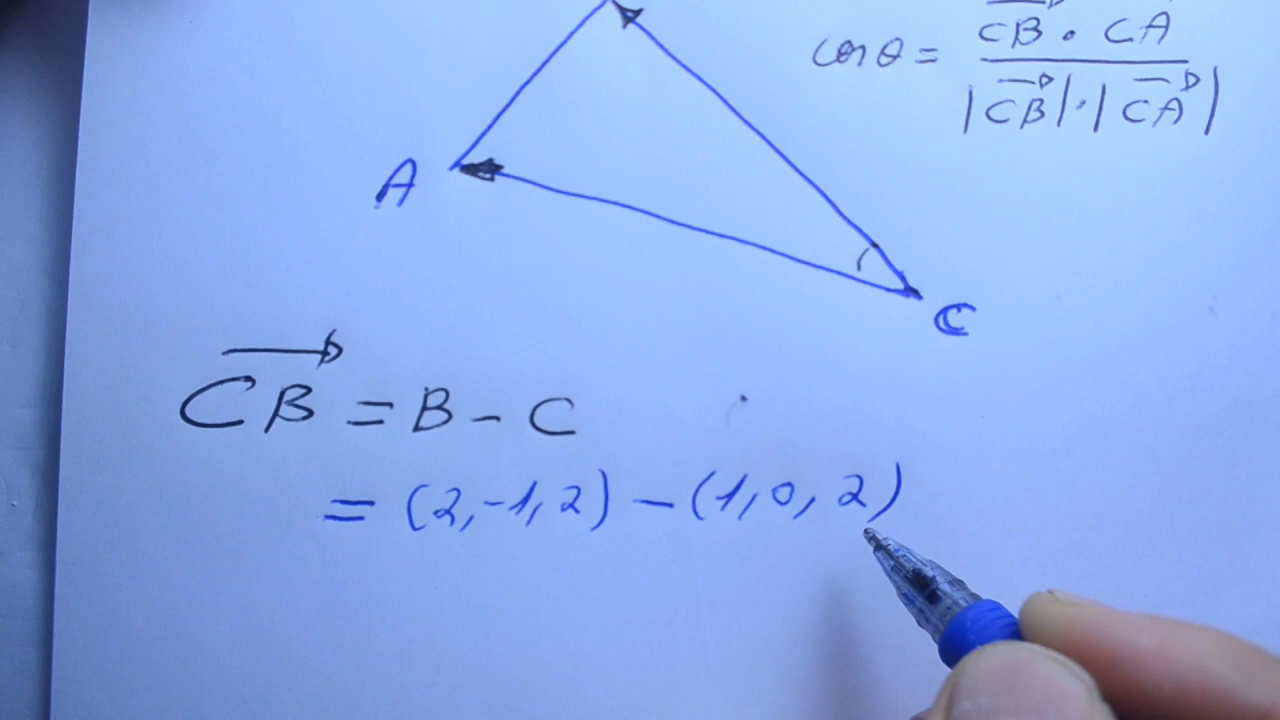 cos θ = CB · CA / |CB| · |CA|
A
C
CB = B - C
= (2, -1, 2) - (1, 0, 2)